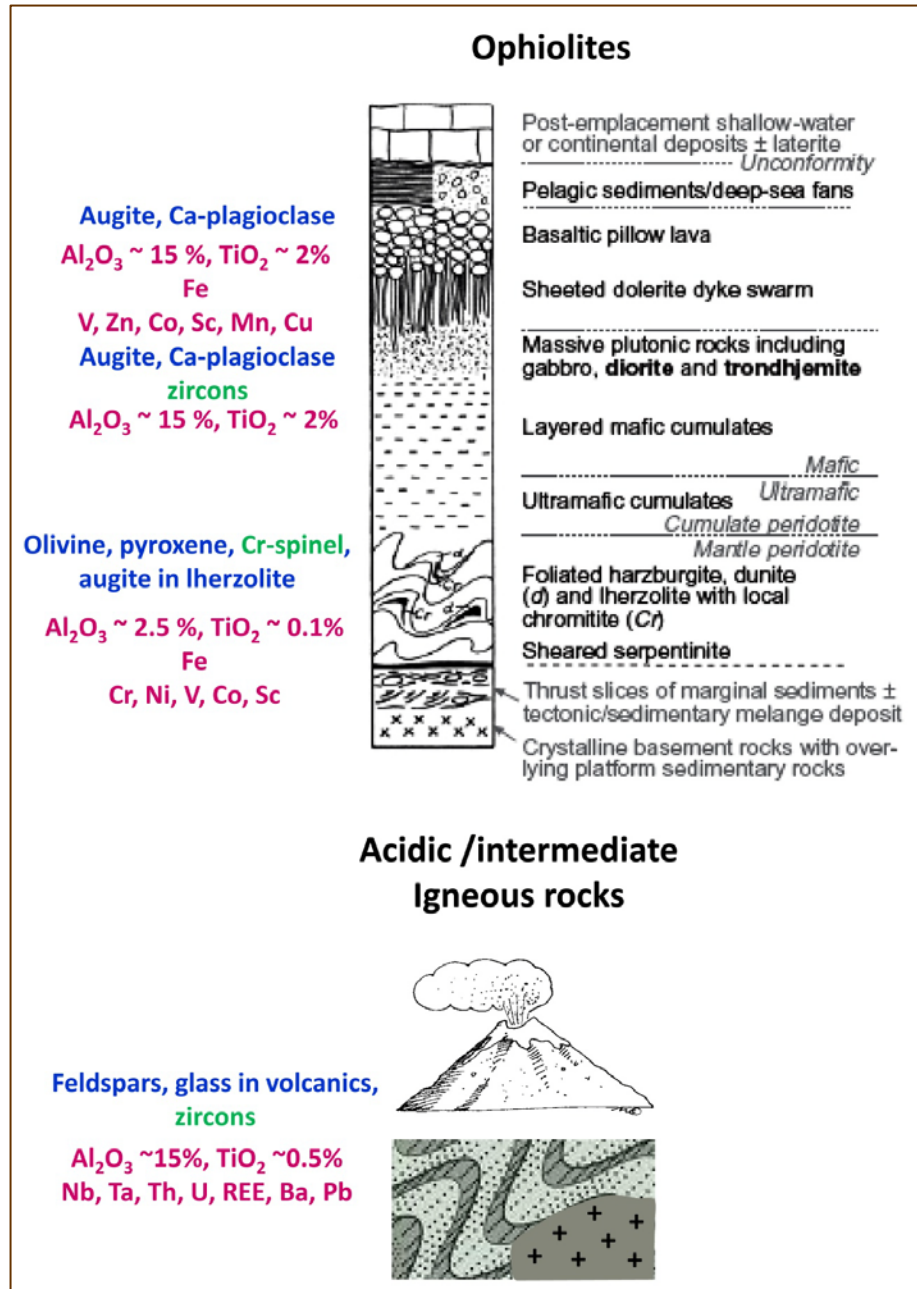 Ophiolites
Post-emplacement shallow-water
or continental deposits ± laterite
Unconformity
Pelagic sediments/deep-sea fans
Augite, Ca-plagioclase
Basaltic pillow lava
Al₂O₃ ~ 15 %, TiO₂ ~ 2%
Fe
Sheeted dolerite dyke swarm
V, Zn, Co, Sc, Mn, Cu
Augite, Ca-plagioclase
zircons
Al₂O₃ ~ 15 %, TiO₂ ~ 2%
Massive plutonic rocks including
gabbro, diorite and trondhjemite
Layered mafic cumulates
Mafic
Ultramafic cumulates Ultramafic
Cumulate peridotite
Mantle peridotite
Olivine, pyroxene, Cr-spinel,
augite in lherzolite
Al₂O₃ ~ 2.5 %, TiO₂ ~ 0.1%
Fe
Cr, Ni, V, Co, Sc
d
Cr
Cr
d
Foliated harzburgite, dunite
(d) and lherzolite with local
chromitite (Cr)
Sheared serpentinite
Thrust slices of marginal sediments ±
tectonic/sedimentary melange deposit
Crystalline basement rocks with over-
lying platform sedimentary rocks
Acidic /intermediate
Igneous rocks
Feldspars, glass in volcanics,
zircons
Al₂O₃ ~15%, TiO₂ ~0.5%
Nb, Ta, Th, U, REE, Ba, Pb